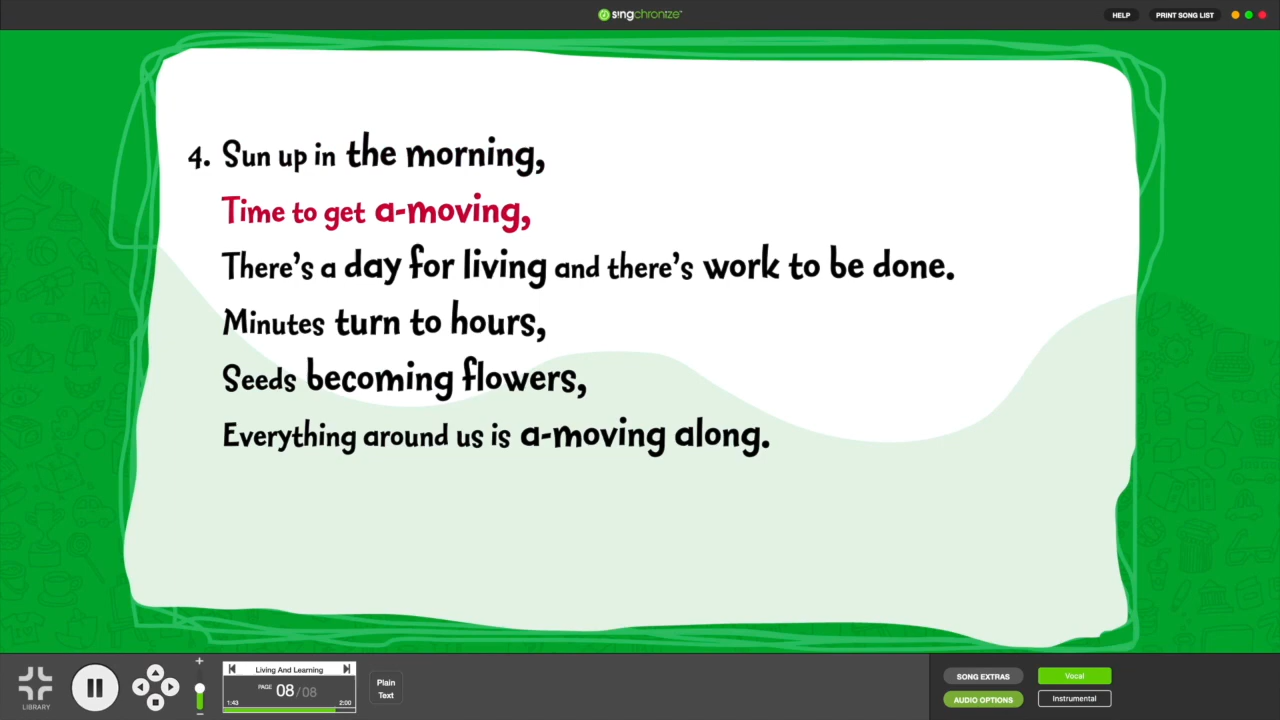 singchronize™
HELP
PRINT SONG LIST
4. Sun up in the morning,
Time to get a-moving,
There's a day for living and there's work to be done.
Minutes turn to hours,
Seeds becoming flowers,
Everything around us is a-moving along.
LIBRARY
+
–
Living And Learning
PAGE 08/08
1:43 2:00
Plain
Text
SONG EXTRAS
AUDIO OPTIONS
Vocal
Instrumental